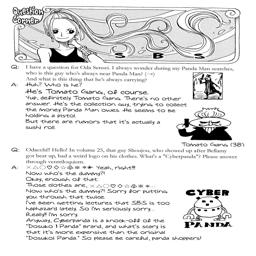 Question
Corner
SBS
Q: I have a question for Oda Sensei. I always wonder during my Panda Man searches,
who is this guy who's always near Panda Man? (→)
And what is this thing that he's always carrying?
A: Huh? Who is he?
He's Tomato Gang, of course.
Yup, definitely Tomato Gang. There's no other
answer. He's the collection guy, trying to collect
the money Panda Man owes. He seems to be
holding a pistol.
But there are rumors that it's actually a
sushi roll.
Tomato Gang (38)
Q: Odacchi! Hello! In volume 25, that guy Shoujou, who showed up after Bellamy
got beat up, had a weird logo on his clothes. What's a "Cyberpanda"? Please answer
through ventriloquism.
A: Yeah, right!!
Now who's the dummy?!
Okay, enough of that.
Those clothes are,
Now who's the dummy?! Sorry for putting
you through that twice.
I've been getting lectures that SBS is too
haphazard lately. So I'm seriously sorry.
Really! I'm sorry.
Anyway, Cyberpanda is a knock-off of the
"Dosuko Panda" brand, and what's scary is
that it's more expensive than the original
"Dosukoi Panda." So please be careful, panda shoppers!
CYBER
PANDA